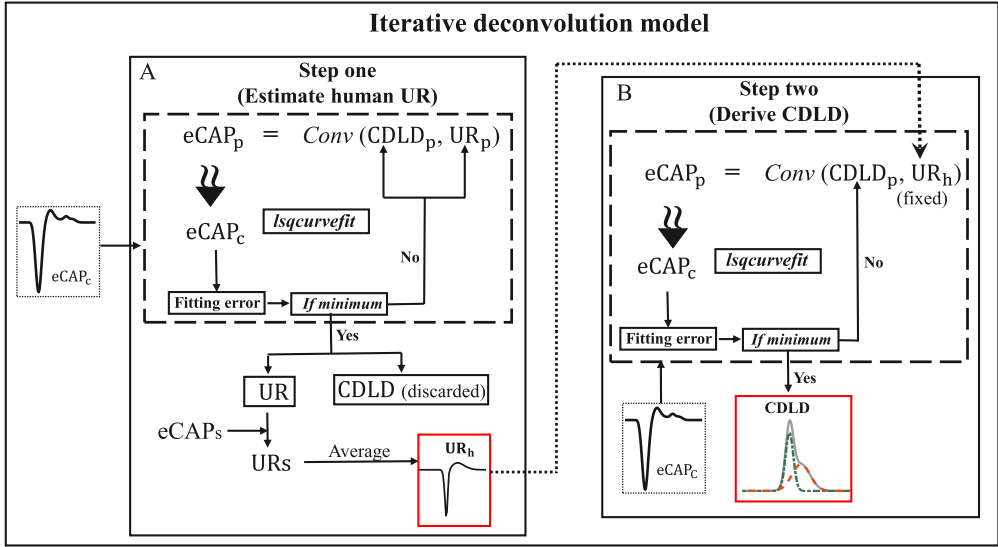 Iterative deconvolution model
A
Step one
(Estimate human UR)
eCAPp = Conv (CDLDp, URp)
eCAPc
lsqcurvefit
No
Fitting error
If minimum
Yes
eCAPc
UR
CDLD (discarded)
eCAPs
URs
Average
URh
B
Step two
(Derive CDLD)
eCAPp = Conv (CDLDp, URh)
(fixed)
eCAPc
lsqcurvefit
No
Fitting error
If minimum
Yes
eCAPC
CDLD